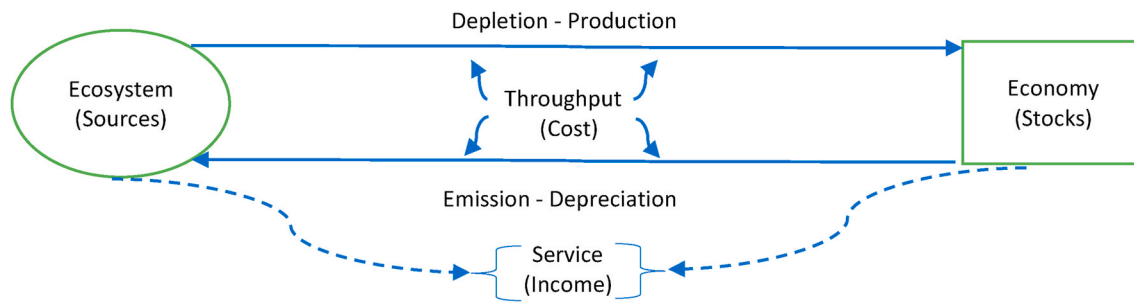 Depletion - Production
Ecosystem
(Sources)
Throughput
(Cost)
Economy
(Stocks)
Emission - Depreciation
Service
(Income)